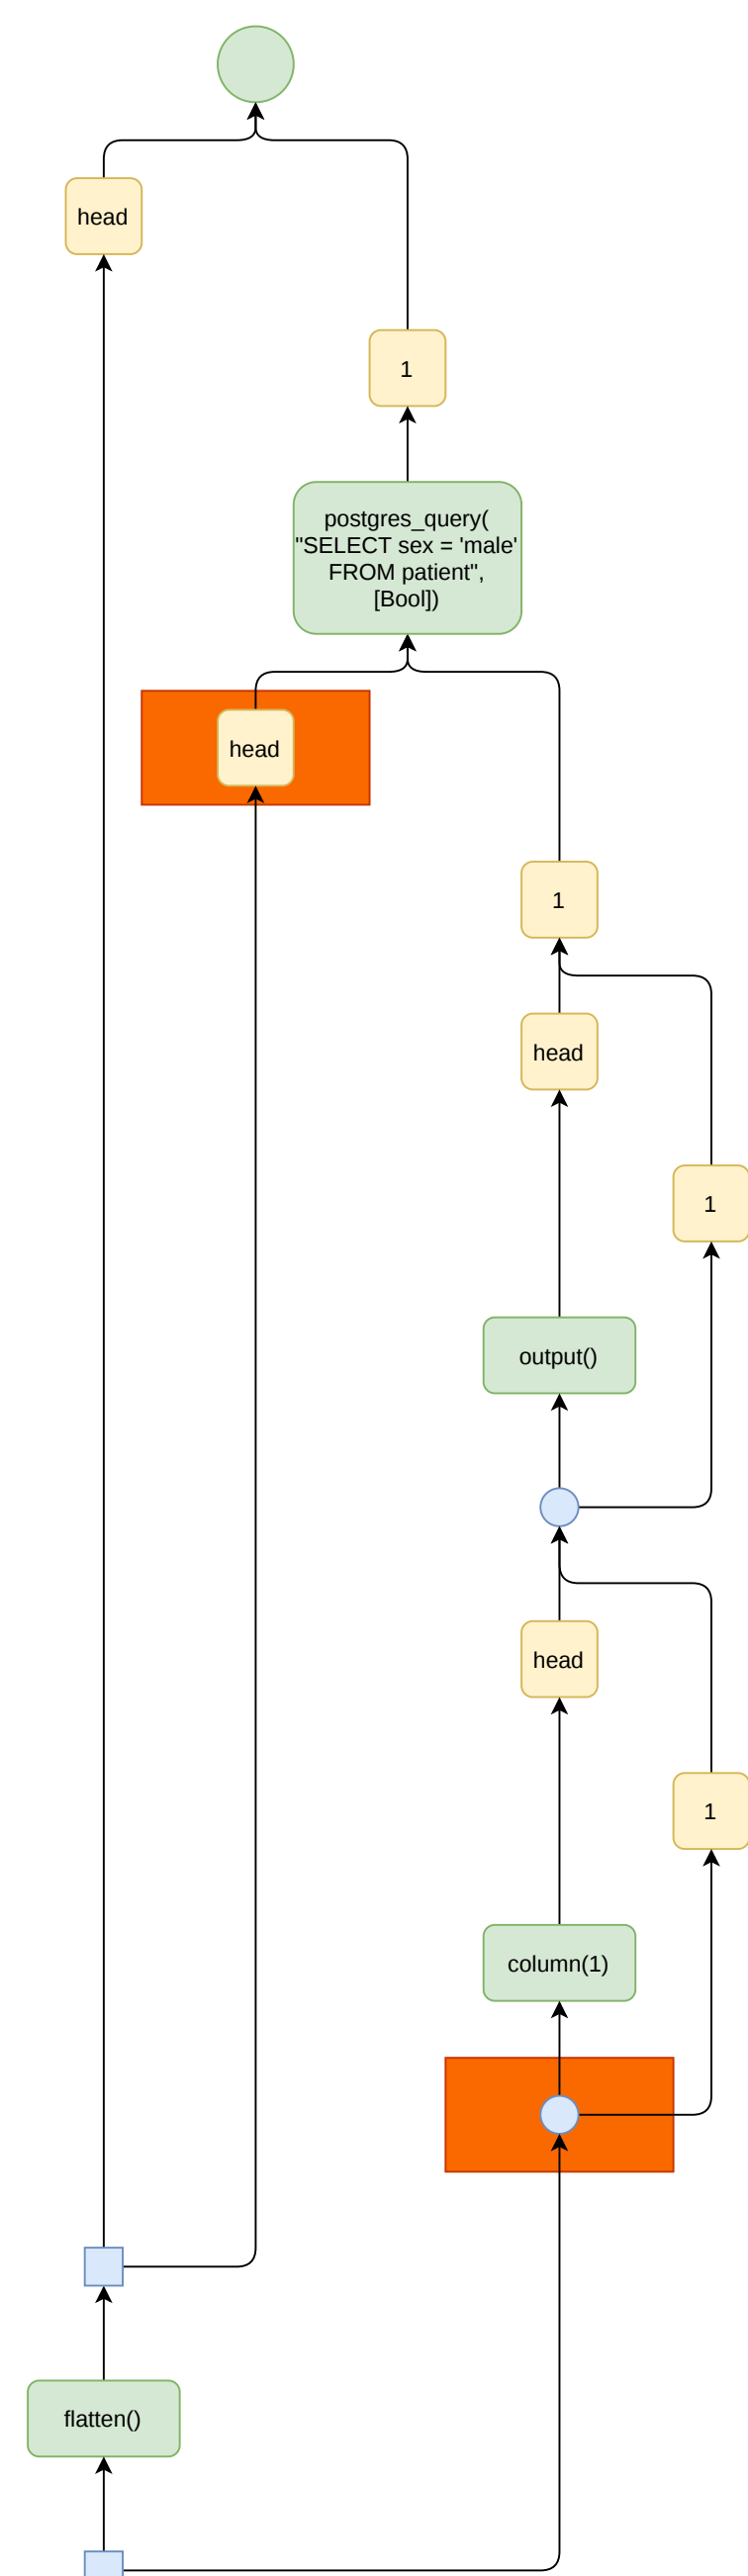 head
1
postgres_query(
"SELECT sex = 'male'
FROM patient",
[Bool])
head
1
head
1
output()
head
1
column(1)
flatten()